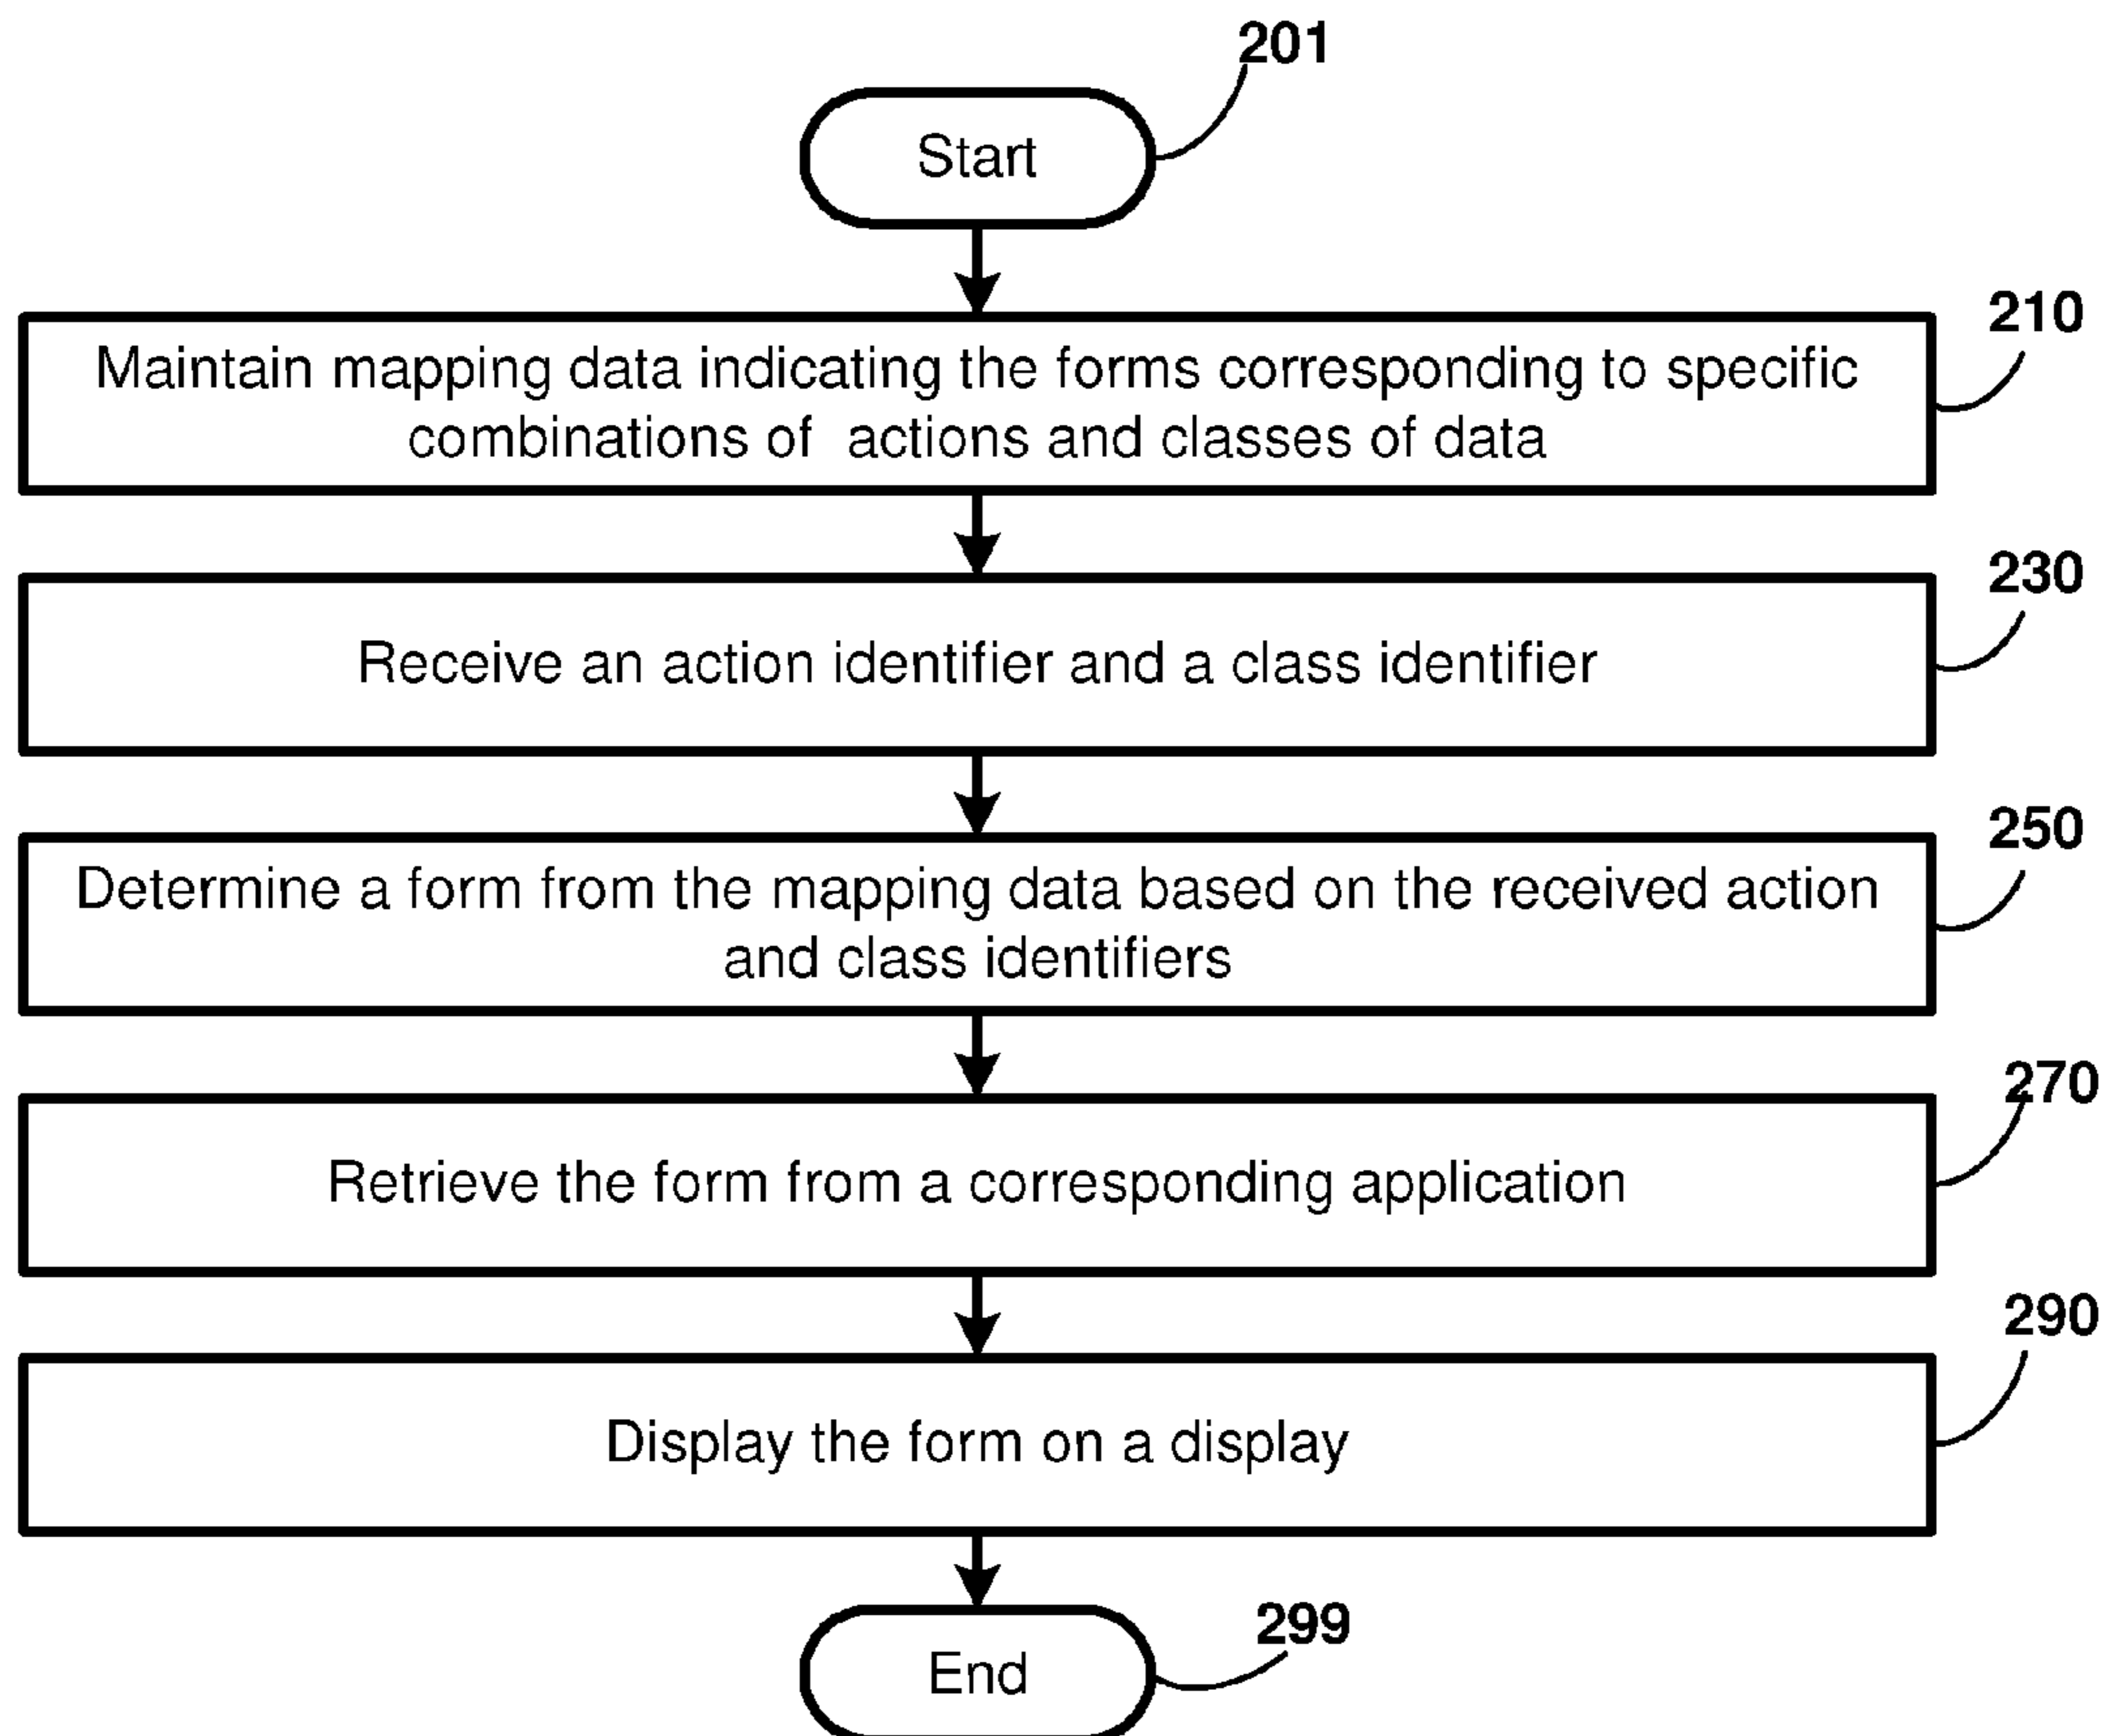 201
Start
210
Maintain mapping data indicating the forms corresponding to specific
combinations of actions and classes of data
230
Receive an action identifier and a class identifier
250
Determine a form from the mapping data based on the received action
and class identifiers
270
Retrieve the form from a corresponding application
290
Display the form on a display
299
End